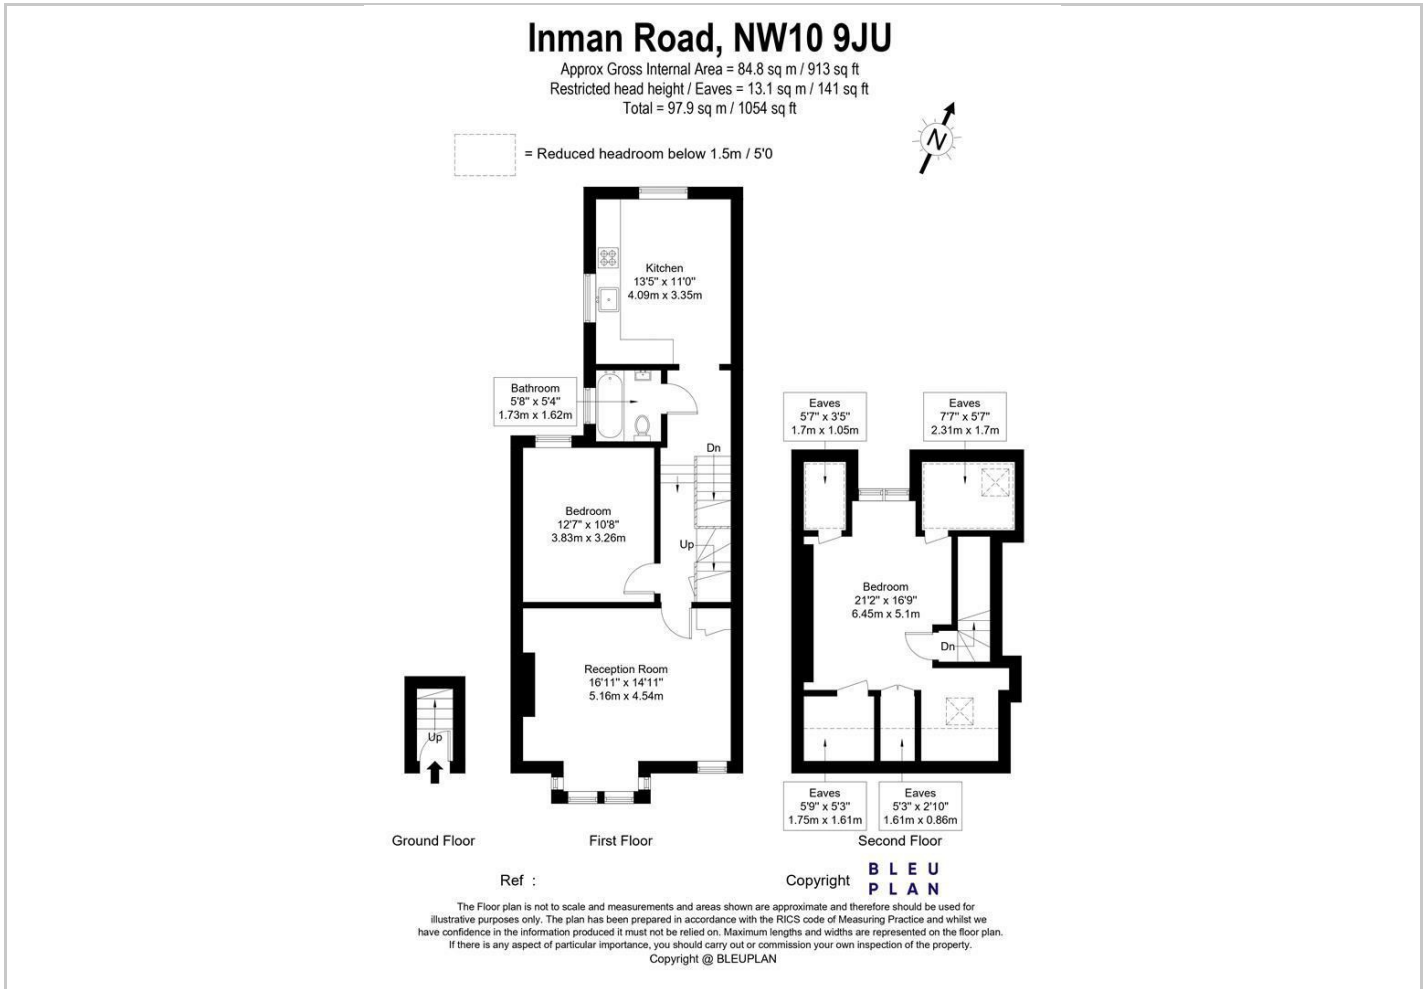 Inman Road, NW10 9JU
Approx Gross Internal Area = 84.8 sq m / 913 sq ft
Restricted head height / Eaves = 13.1 sq m / 141 sq ft
Total = 97.9 sq m / 1054 sq ft
N
= Reduced headroom below 1.5m / 5'0
Kitchen
13'5" x 11'0"
4.09m x 3.35m
Bathroom
5'8" x 5'4"
1.73m x 1.62m
Dn
Bedroom
12'7" x 10'8"
3.83m x 3.26m
Up
Reception Room
16'11" x 14'11"
5.16m x 4.54m
Up
Eaves
5'7" x 3'5"
1.7m x 1.05m
Eaves
7'7" x 5'7"
2.31m x 1.7m
Bedroom
21'2" x 16'9"
6.45m x 5.1m
Dn
Eaves
5'9" x 5'3"
1.75m x 1.61m
Eaves
5'3" x 2'10"
1.61m x 0.86m
Ground Floor
First Floor
Second Floor
Ref :
Copyright
BLEU
PLAN
The Floor plan is not to scale and measurements and areas shown are approximate and therefore should be used for
illustrative purposes only. The plan has been prepared in accordance with the RICS code of Measuring Practice and whilst we
have confidence in the information produced it must not be relied on. Maximum lengths and widths are represented on the floor plan.
If there is any aspect of particular importance, you should carry out or commission your own inspection of the property.
Copyright @ BLEUPLAN